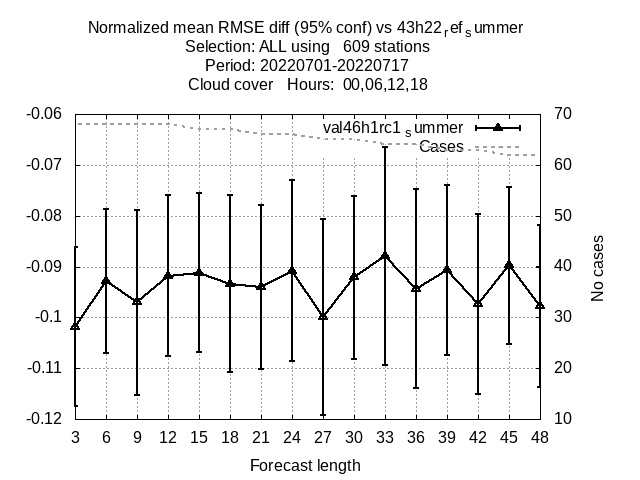 Normalized mean RMSE diff (95% conf) vs 43h22ref summer
Selection: ALL using 609 stations
Period: 20220701-20220717
Cloud cover Hours: 00,06,12,18
-0.06 70
val46h1rc1summer
Cases
-0.07 60
-0.08 50
-0.09 40
-0.1 30
-0.11 20
-0.12 10
No cases
3 6 9 12 15 18 21 24 27 30 33 36 39 42 45 48
Forecast length